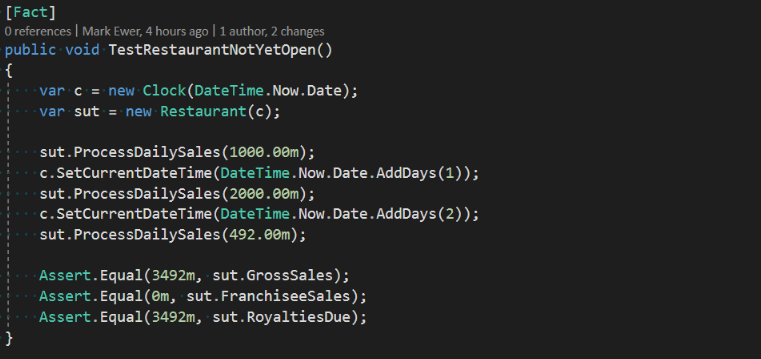 [Fact]
0 references | Mark Ewer, 4 hours ago | 1 author, 2 changes
public void TestRestaurantNotYetOpen()
{
    var c = new Clock(DateTime.Now.Date);
    var sut = new Restaurant(c);

    sut.ProcessDailySales(1000.00m);
    c.SetCurrentDateTime(DateTime.Now.Date.AddDays(1));
    sut.ProcessDailySales(2000.00m);
    c.SetCurrentDateTime(DateTime.Now.Date.AddDays(2));
    sut.ProcessDailySales(492.00m);

    Assert.Equal(3492m, sut.GrossSales);
    Assert.Equal(0m, sut.FranchiseeSales);
    Assert.Equal(3492m, sut.RoyaltiesDue);
}